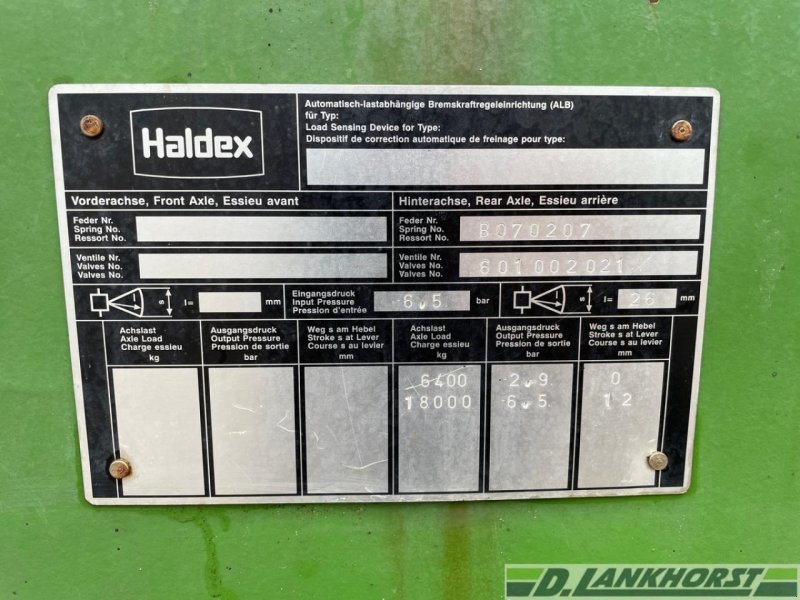 Haldex
Automatisch-lastabhängige Bremskraftregeleinrichtung (ALB)
für Typ:
Load Sensing Device for Type:
Dispositif de correction automatique de freinage pour type:
Vorderachse, Front Axle, Essieu avant
Hinterachse, Rear Axle, Essieu arrière
Feder Nr.
Spring No.
Ressort No.
Feder Nr.
Spring No.
Ressort No.
B070207
Ventile Nr.
Valves No.
Valves No.
Ventile Nr.
Valves No.
Valves No.
601002021
s
l=
mm
Eingangsdruck
Input Pressure
Pression d'entrée
6.5
bar
s
l=
26
mm
Achslast
Axle Load
Charge essieu
kg
Ausgangsdruck
Output Pressure
Pression de sortie
bar
Weg s am Hebel
Stroke s at Lever
Course s au levier
mm
Achslast
Axle Load
Charge essieu
kg
Ausgangsdruck
Output Pressure
Pression de sortie
bar
Weg s am Hebel
Stroke s at Lever
Course s au levier
mm
6400 2.9 0
18000 6.5 12
D. LANKHORST